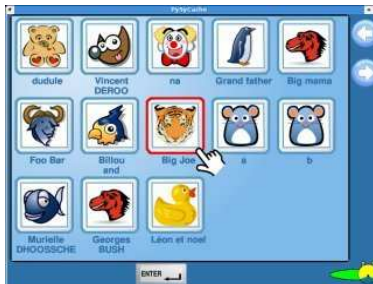 PySyCache
dudule
Vincent
DEROO
na
Grand father
Big mama
Foo Bar
Billou
and
Big Joe
a
b
Murielle
DHOOSSCHE
Georges
BUSH
Léon et noel
ENTER